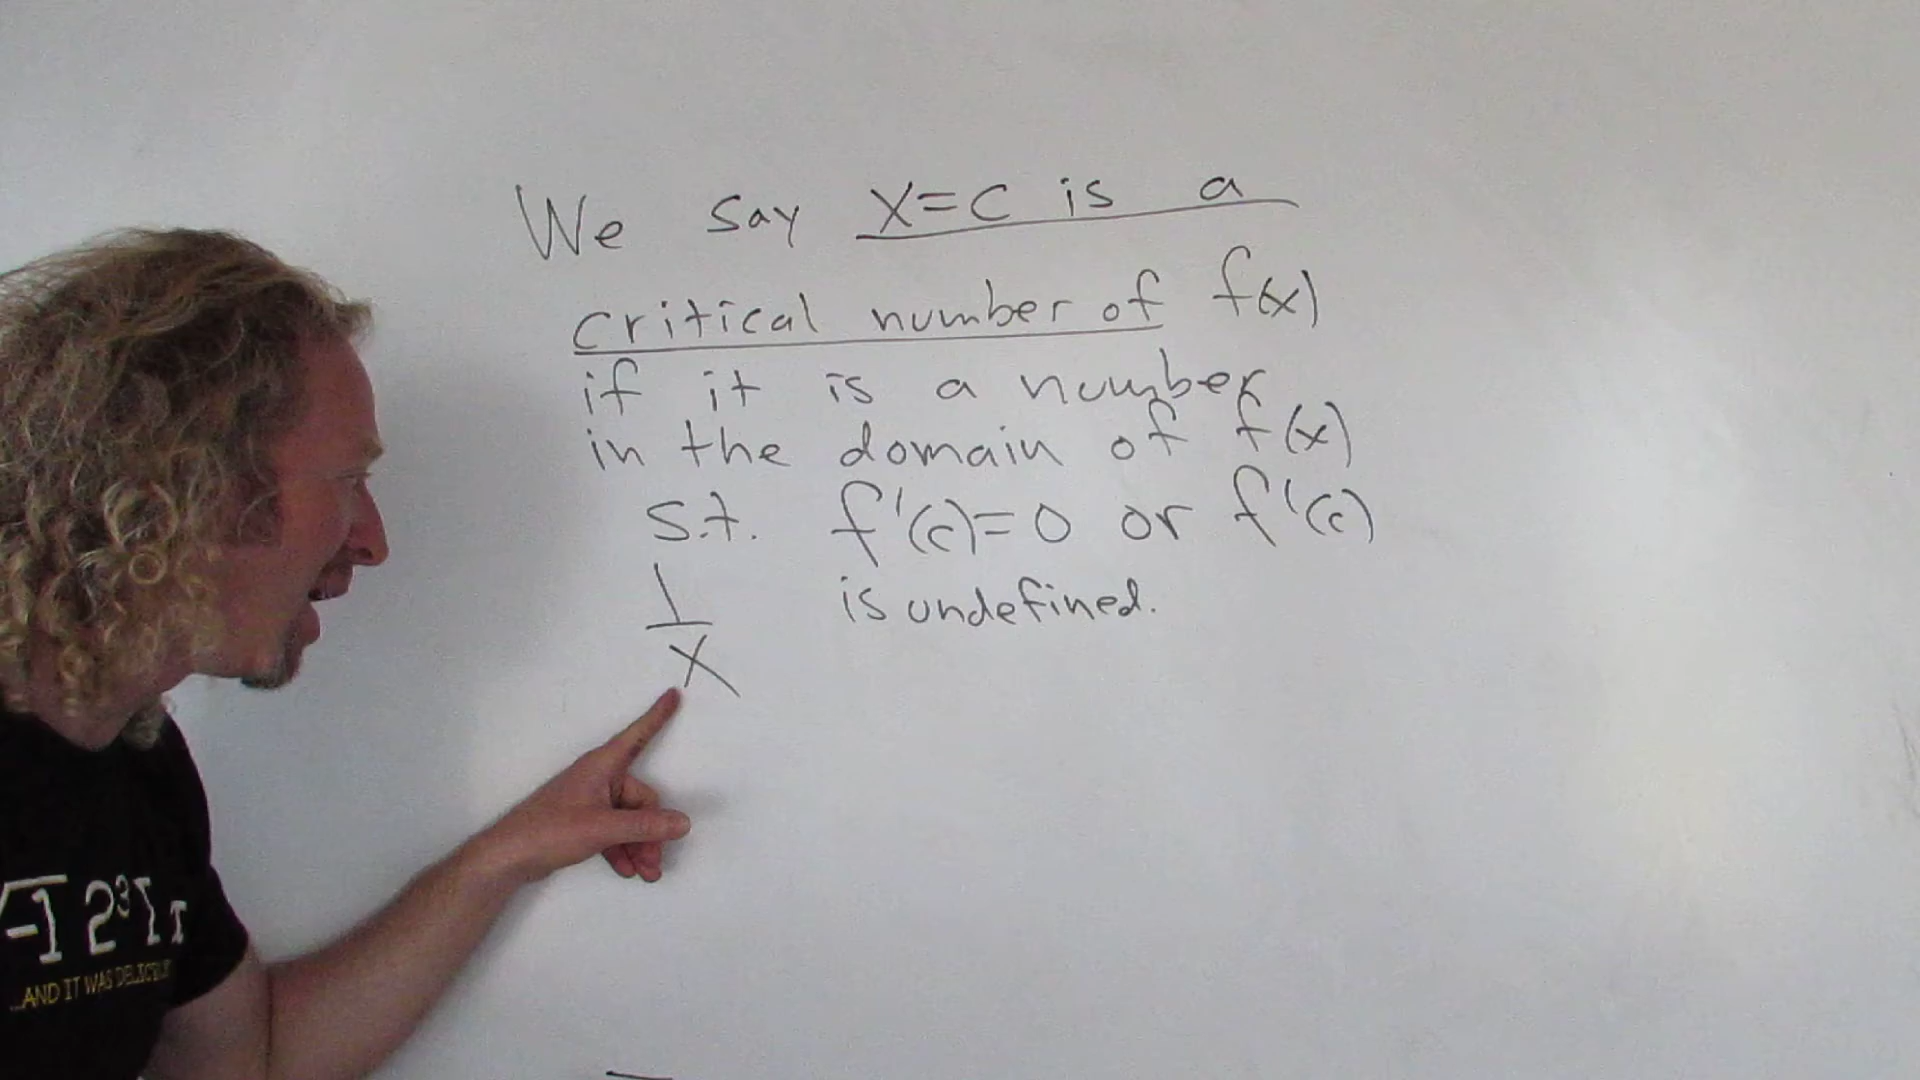 We say x=c is a
critical number of f(x)
if it is a number
in the domain of f(x)
s.t. f'(c)=0 or f'(c)
is undefined.
1
x
√-1 2³ Σ π
...AND IT WAS